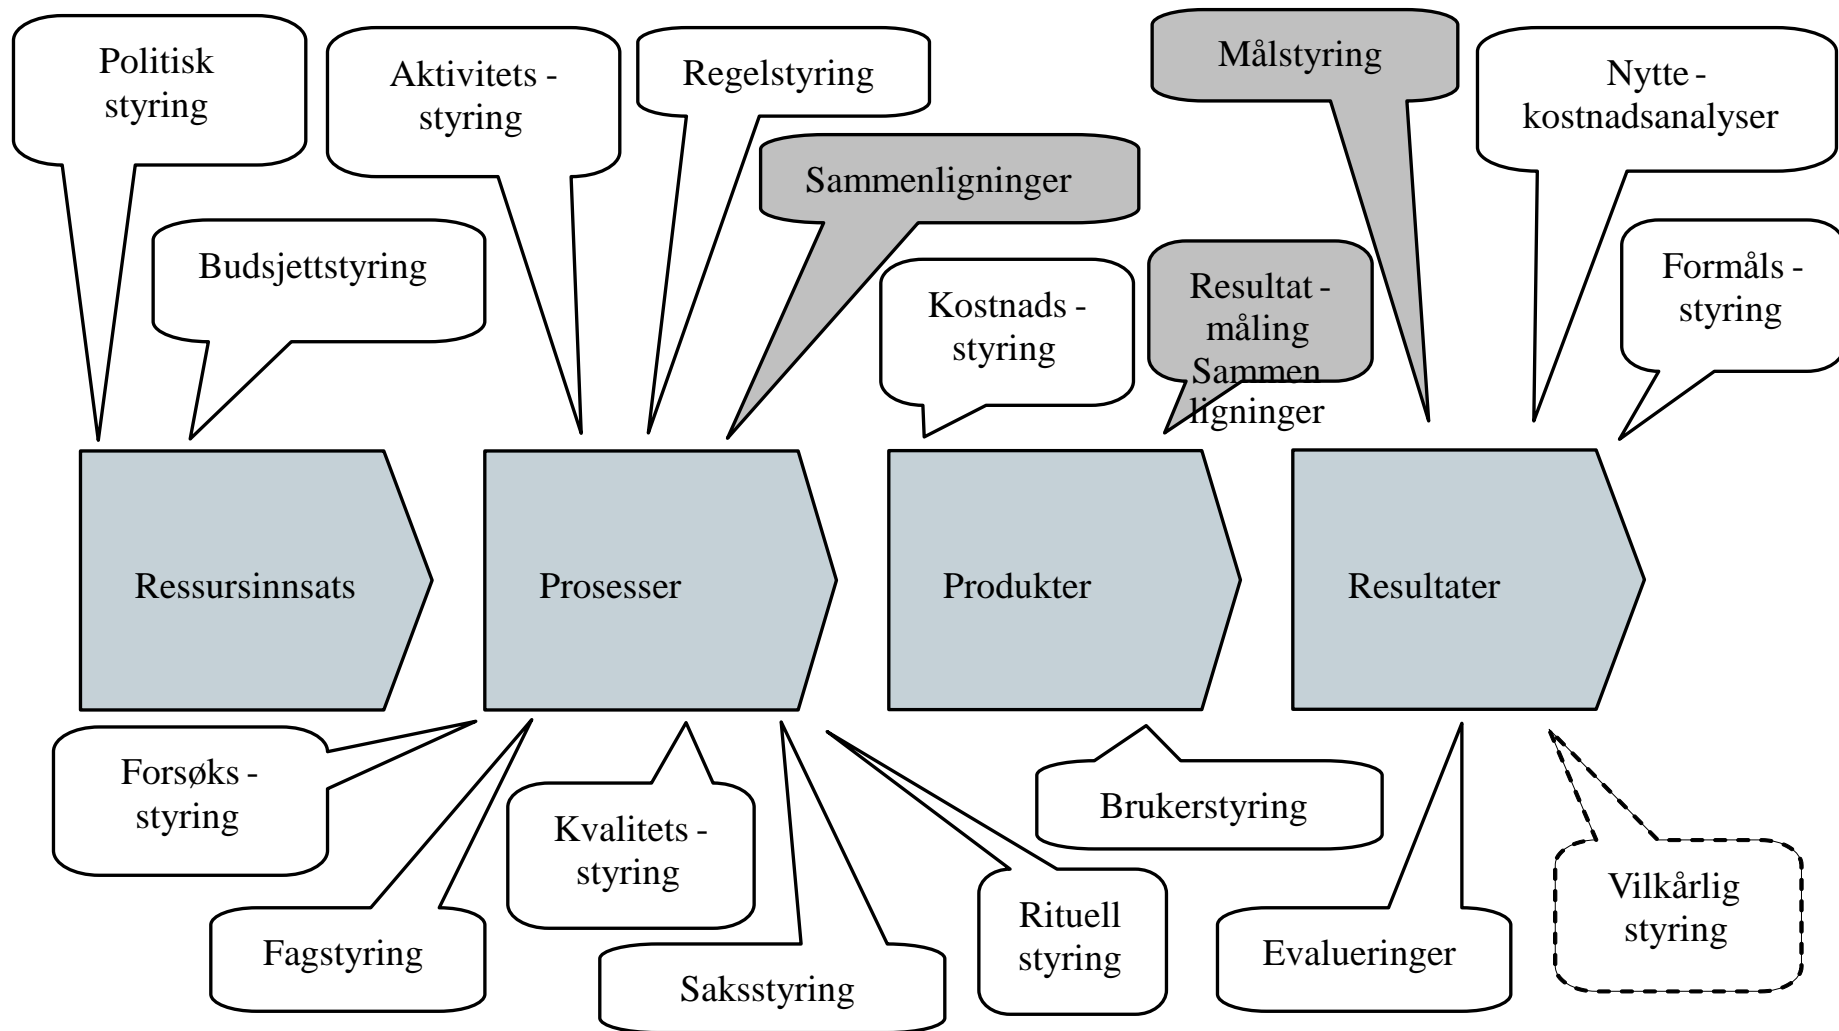 Politisk
styring
Aktivitets -
styring
Regelstyring
Målstyring
Nytte -
kostnadsanalyser
Sammenligninger
Budsjettstyring
Kostnads -
styring
Resultat -
måling
Sammen
ligninger
Formåls -
styring
Ressursinnsats
Prosesser
Produkter
Resultater
Forsøks -
styring
Fagstyring
Kvalitets -
styring
Saksstyring
Rituell
styring
Brukerstyring
Evalueringer
Vilkårlig
styring